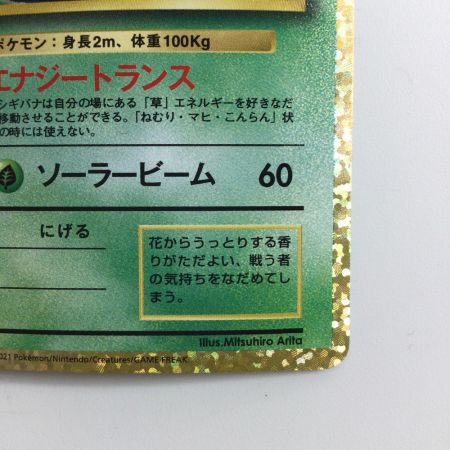 ポケモン：身長2m、体重100Kg
エナジートランス
シギバナは自分の場にある「草」エネルギーを好きなだ
移動させることができる。「ねむり・マヒ・こんらん」状
の時には使えない。
ソーラービーム 60
にげる
花からうっとりする香
りがただよい、戦う者
の気持ちをなだめてし
まう。
Illus.Mitsuhiro Arita
2021 Pokémon/Nintendo/Creatures/GAME FREAK.